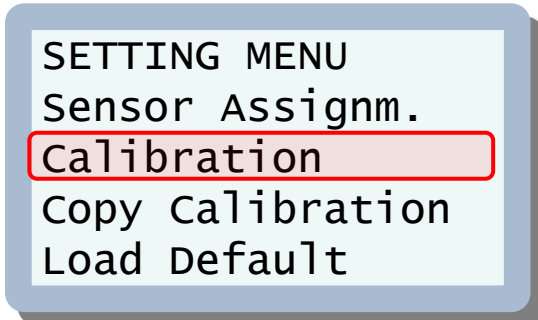 SETTING MENU
Sensor Assignm.
Calibration
Copy Calibration
Load Default